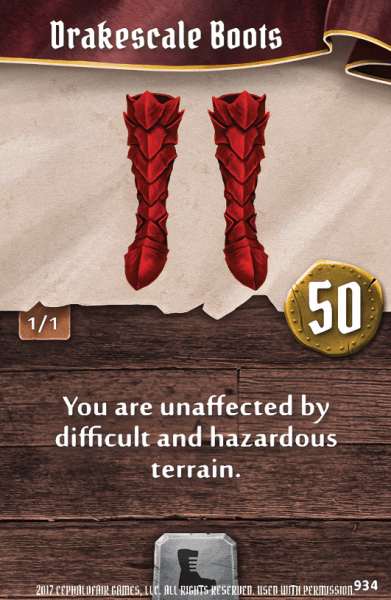 Drakescale Boots
50
1/1
You are unaffected by
difficult and hazardous
terrain.
2017 CEPHALOFAIR GAMES, LLC. ALL RIGHTS RESERVED. USED WITH PERMISSION 934